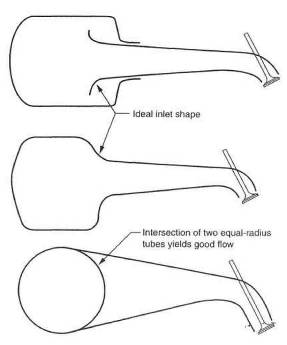 Ideal inlet shape
Intersection of two equal-radius
tubes yields good flow